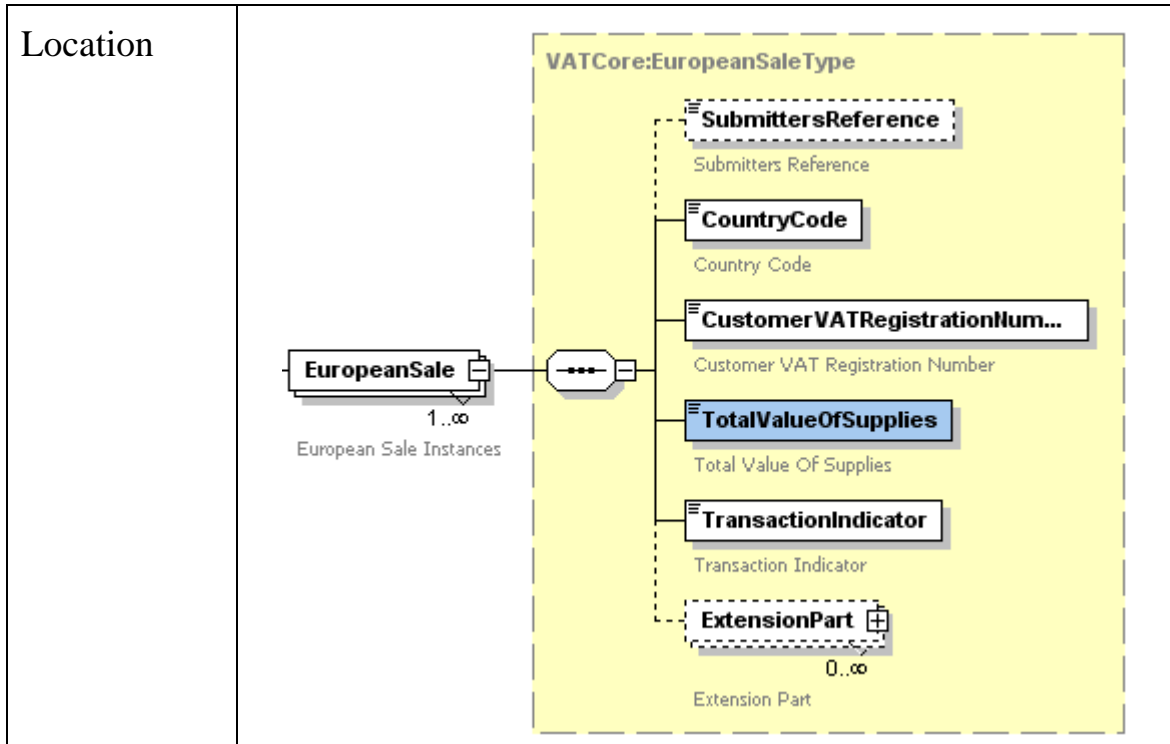 Location
VATCore:EuropeanSaleType
SubmittersReference
Submitters Reference
CountryCode
Country Code
CustomerVATRegistrationNum...
Customer VAT Registration Number
EuropeanSale
1..∞
European Sale Instances
TotalValueOfSupplies
Total Value Of Supplies
TransactionIndicator
Transaction Indicator
ExtensionPart
0..∞
Extension Part